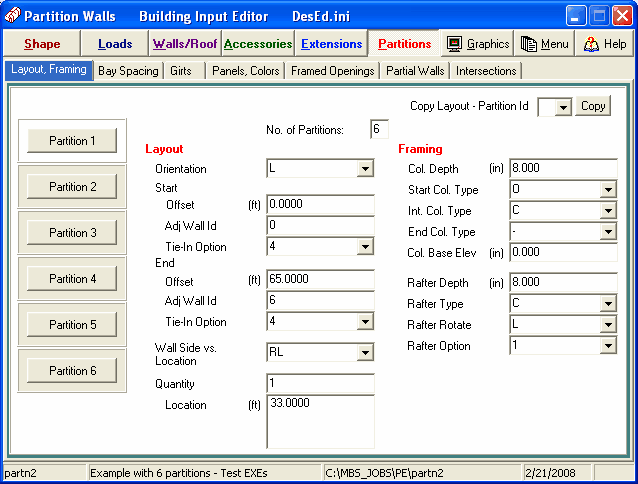 Partition Walls Building Input Editor DesEd.ini
Shape Loads Walls/Roof Accessories Extensions Partitions Graphics Menu Help
Layout, Framing Bay Spacing Girts Panels, Colors Framed Openings Partial Walls Intersections
Copy Layout - Partition Id Copy
No. of Partitions: 6
Partition 1
Partition 2
Partition 3
Partition 4
Partition 5
Partition 6
Layout
Orientation L
Start
Offset (ft) 0.0000
Adj Wall Id 0
Tie-In Option 4
End
Offset (ft) 65.0000
Adj Wall Id 6
Tie-In Option 4
Wall Side vs.
Location RL
Quantity 1
Location (ft) 33.0000
Framing
Col. Depth (in) 8.000
Start Col. Type O
Int. Col. Type C
End Col. Type -
Col. Base Elev (in) 0.000
Rafter Depth (in) 8.000
Rafter Type C
Rafter Rotate L
Rafter Option 1
partn2 Example with 6 partitions - Test EXEs C:\MBS_JOBS\PE\partn2 2/21/2008